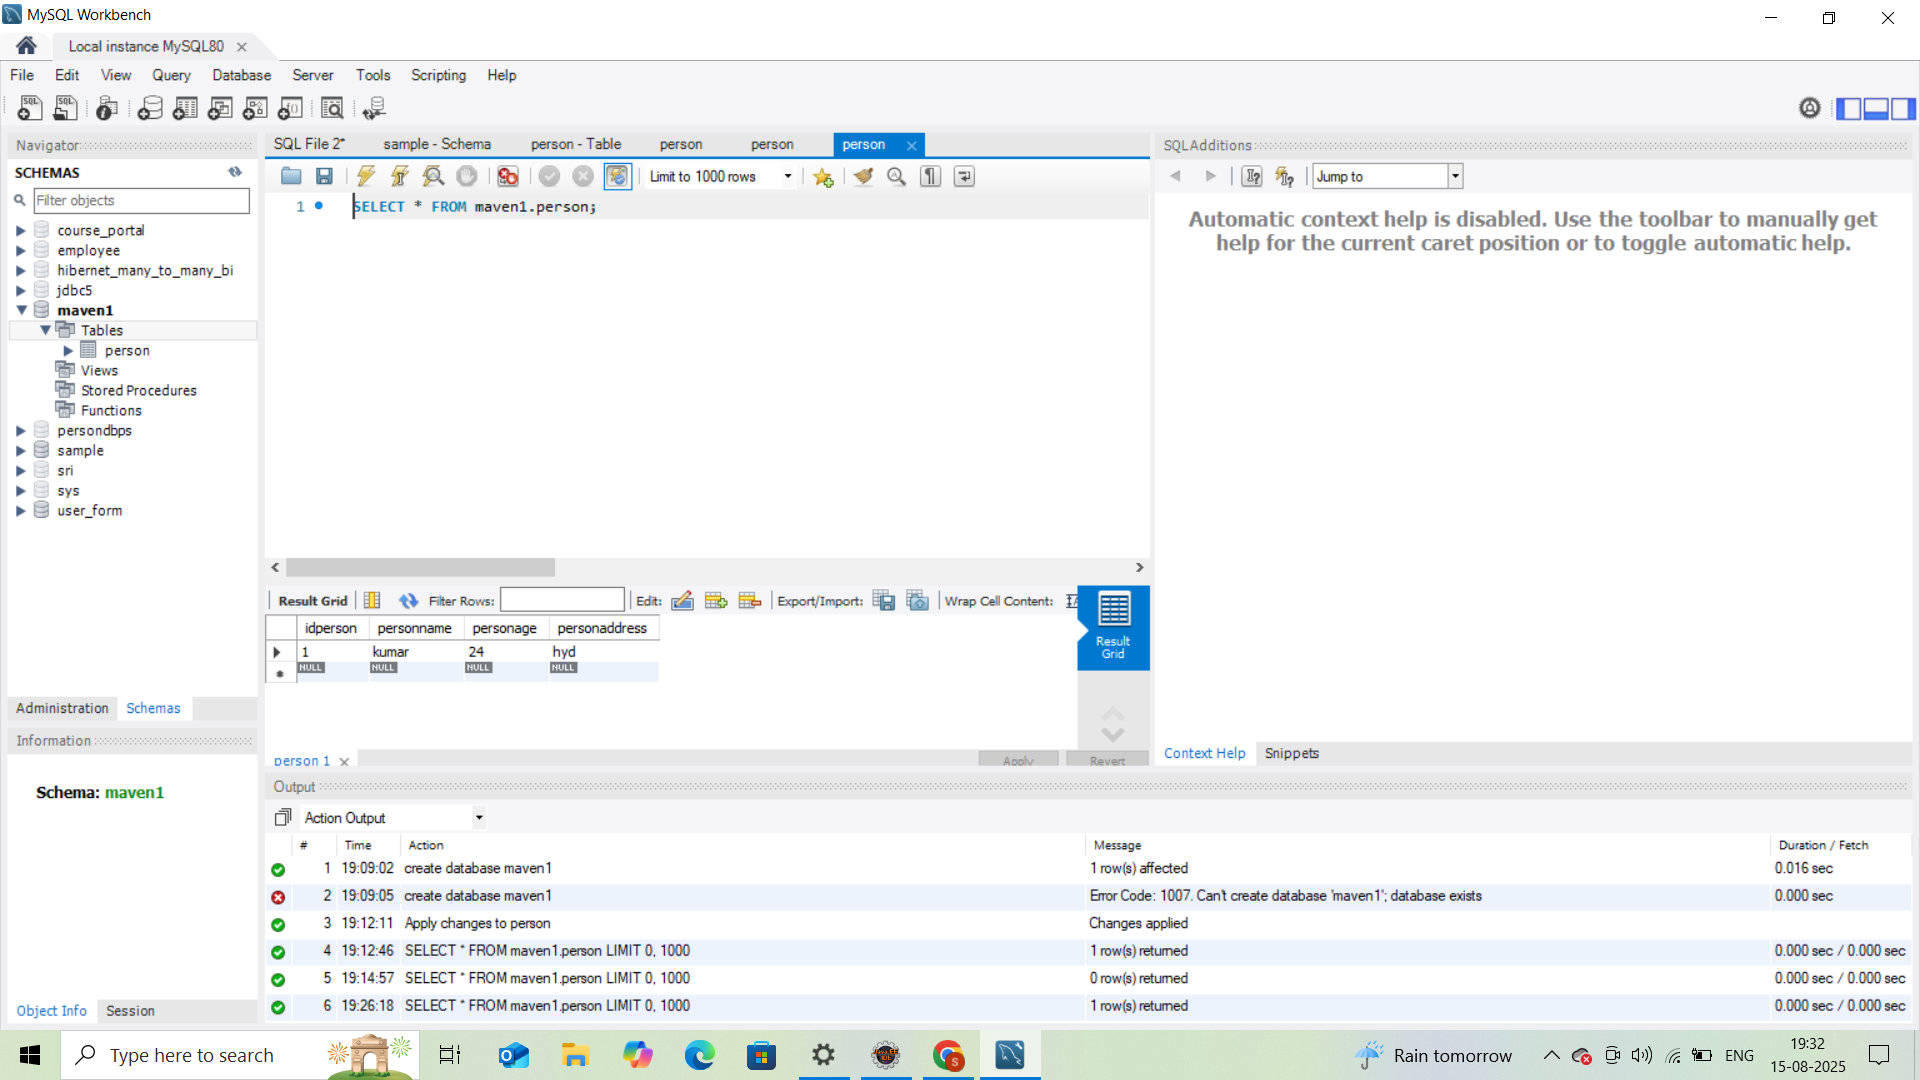 MySQL Workbench
Local instance MySQL80
File Edit View Query Database Server Tools Scripting Help
Navigator
SCHEMAS
Filter objects
course_portal
employee
hibernet_many_to_many_bi
jdbc5
maven1
Tables
person
Views
Stored Procedures
Functions
persondbps
sample
sri
sys
user_form
Administration Schemas
Information
Schema: maven1
Object Info Session
SQL File 2* sample - Schema person - Table person person person
Limit to 1000 rows
1 SELECT * FROM maven1.person;
Result Grid Filter Rows: Edit: Export/Import: Wrap Cell Content:
idperson personname personage personaddress
1 kumar 24 hyd
NULL NULL NULL NULL
Result
Grid
person 1 Apply Revert
SQLAdditions
Jump to
Automatic context help is disabled. Use the toolbar to manually get
help for the current caret position or to toggle automatic help.
Context Help Snippets
Output
Action Output
# Time Action Message Duration / Fetch
1 19:09:02 create database maven1 1 row(s) affected 0.016 sec
2 19:09:05 create database maven1 Error Code: 1007. Can't create database 'maven1'; database exists 0.000 sec
3 19:12:11 Apply changes to person Changes applied
4 19:12:46 SELECT * FROM maven1.person LIMIT 0, 1000 1 row(s) returned 0.000 sec / 0.000 sec
5 19:14:57 SELECT * FROM maven1.person LIMIT 0, 1000 0 row(s) returned 0.000 sec / 0.000 sec
6 19:26:18 SELECT * FROM maven1.person LIMIT 0, 1000 1 row(s) returned 0.000 sec / 0.000 sec
Type here to search
Rain tomorrow
ENG
19:32
15-08-2025